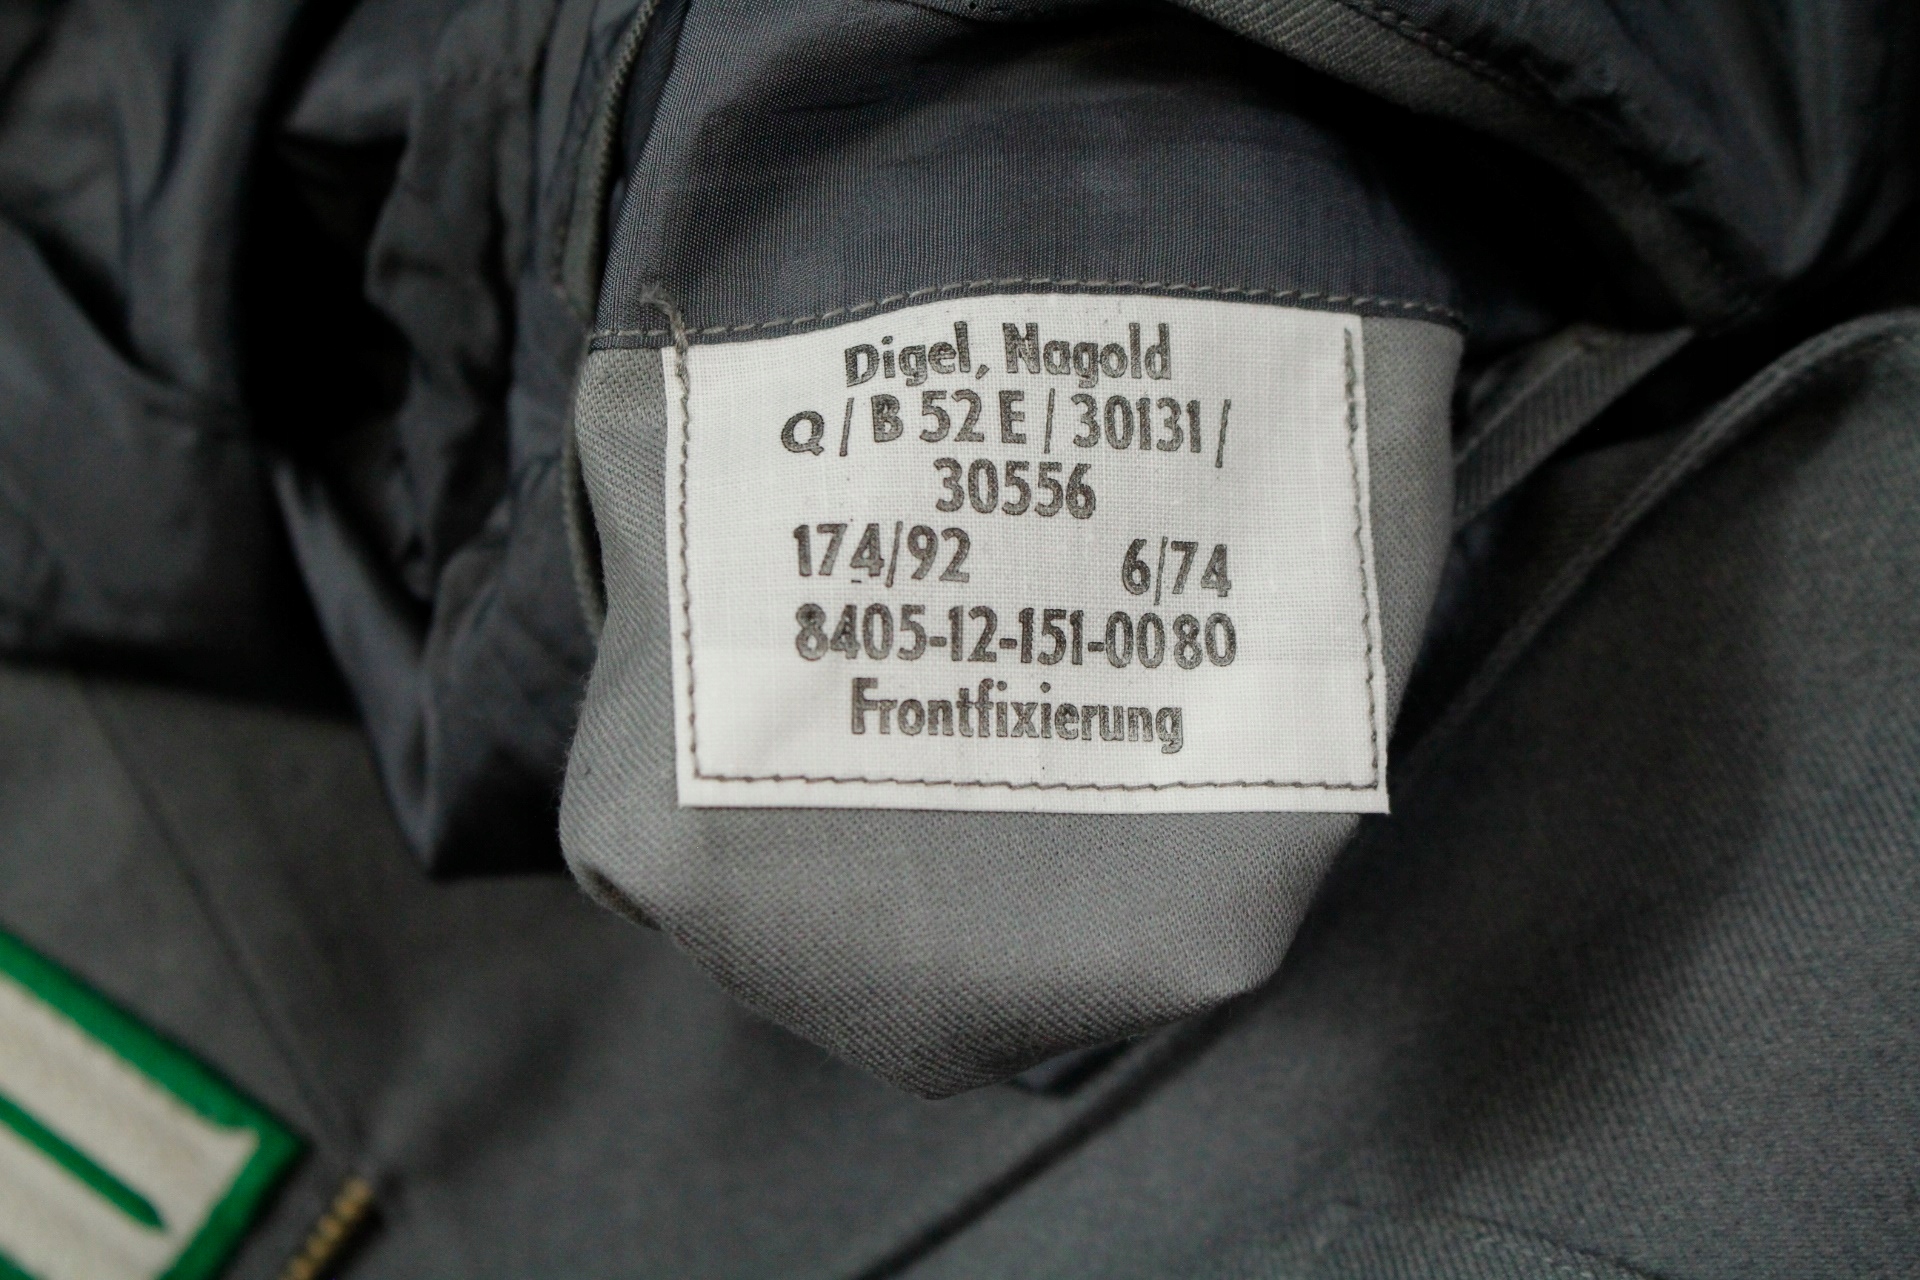 Digel, Nagold
Q / B 52 E / 30131 /
30556
174/92 6/74
8405-12-151-0080
Frontfixierung